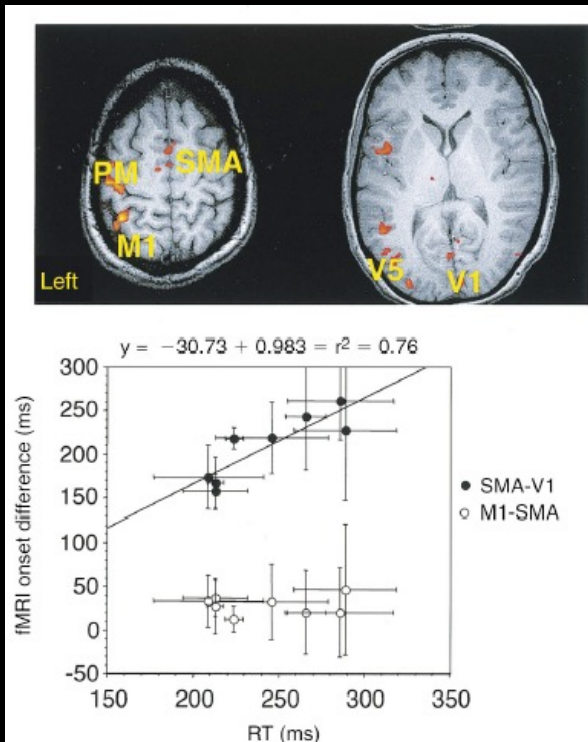 PM
SMA
M1
Left
V5
V1
y = −30.73 + 0.983 = r² = 0.76
fMRI onset difference (ms)
300
250
200
150
100
50
0
-50
150
200
250
300
350
RT (ms)
SMA-V1
M1-SMA